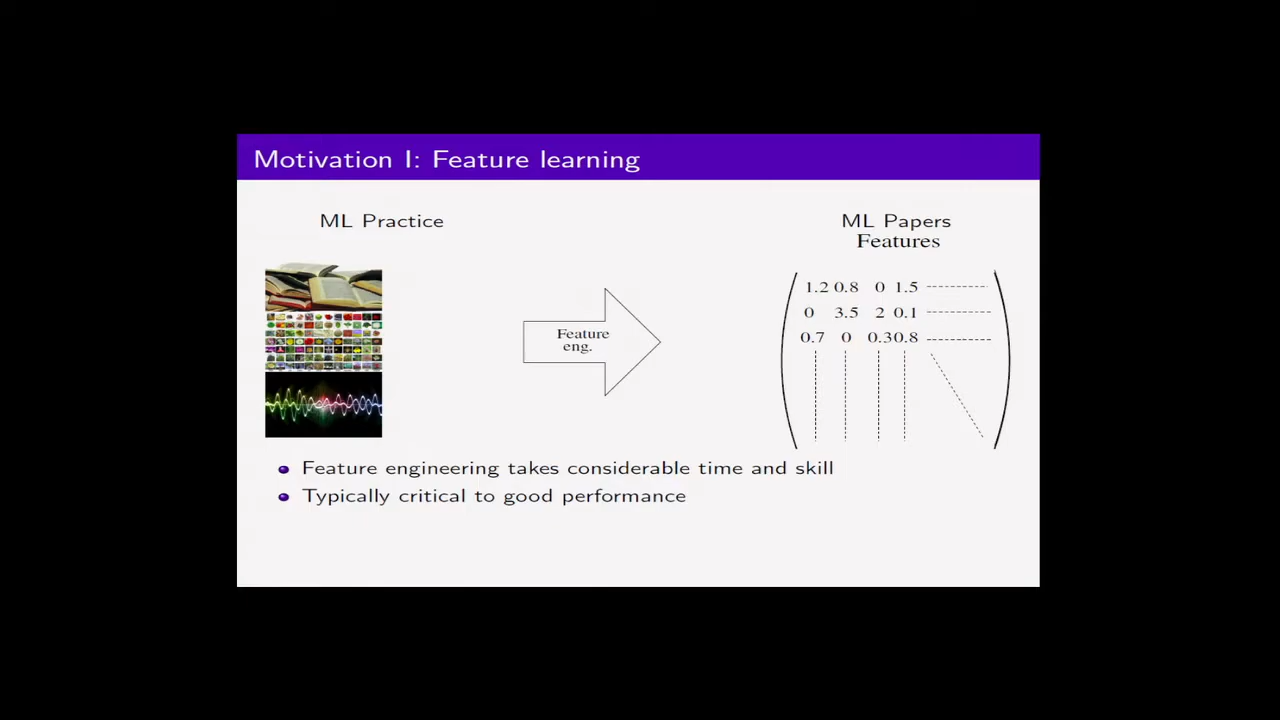 Motivation I: Feature learning
ML Practice
ML Papers
Features
Feature
eng.
1.2 0.8 0 1.5
0 3.5 2 0.1
0.7 0 0.3 0.8
Feature engineering takes considerable time and skill
Typically critical to good performance